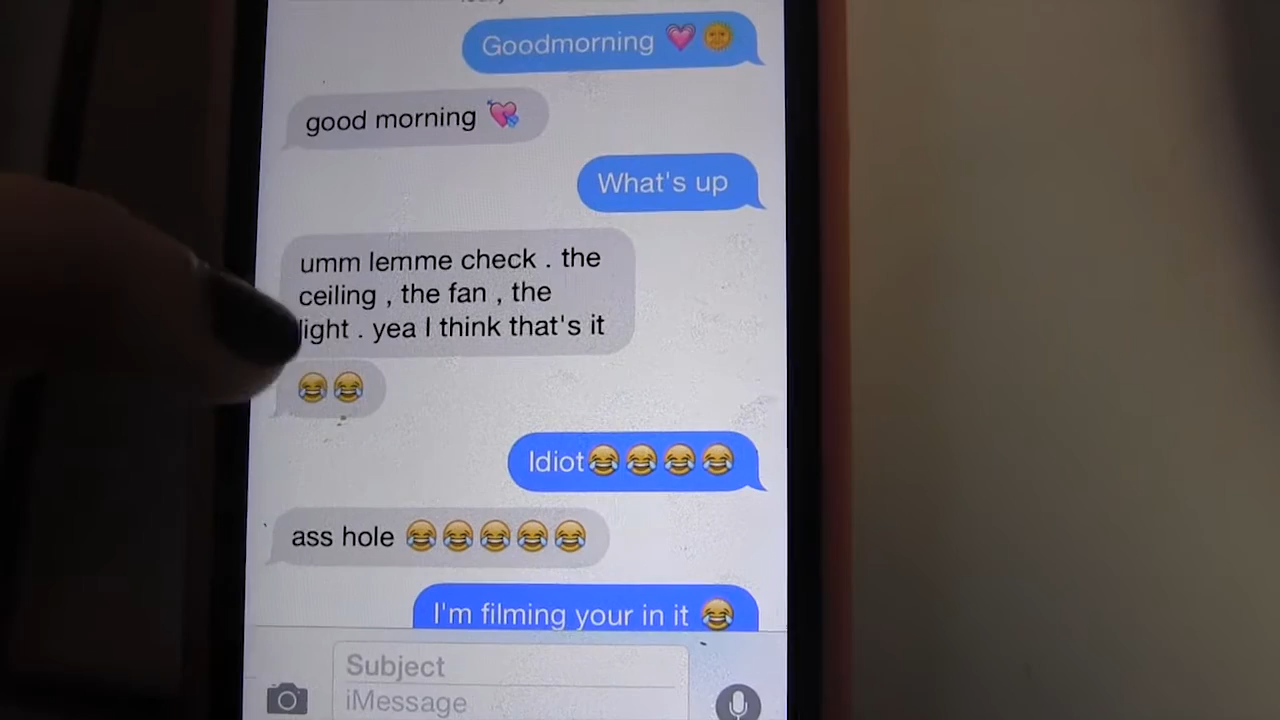 Goodmorning 💗 🌞
good morning 💘
What's up
umm lemme check . the
ceiling , the fan , the
light . yea I think that's it
😂😂
Idiot😂😂😂😂
ass hole 😂😂😂😂😂
I'm filming your in it 😂
Subject
iMessage